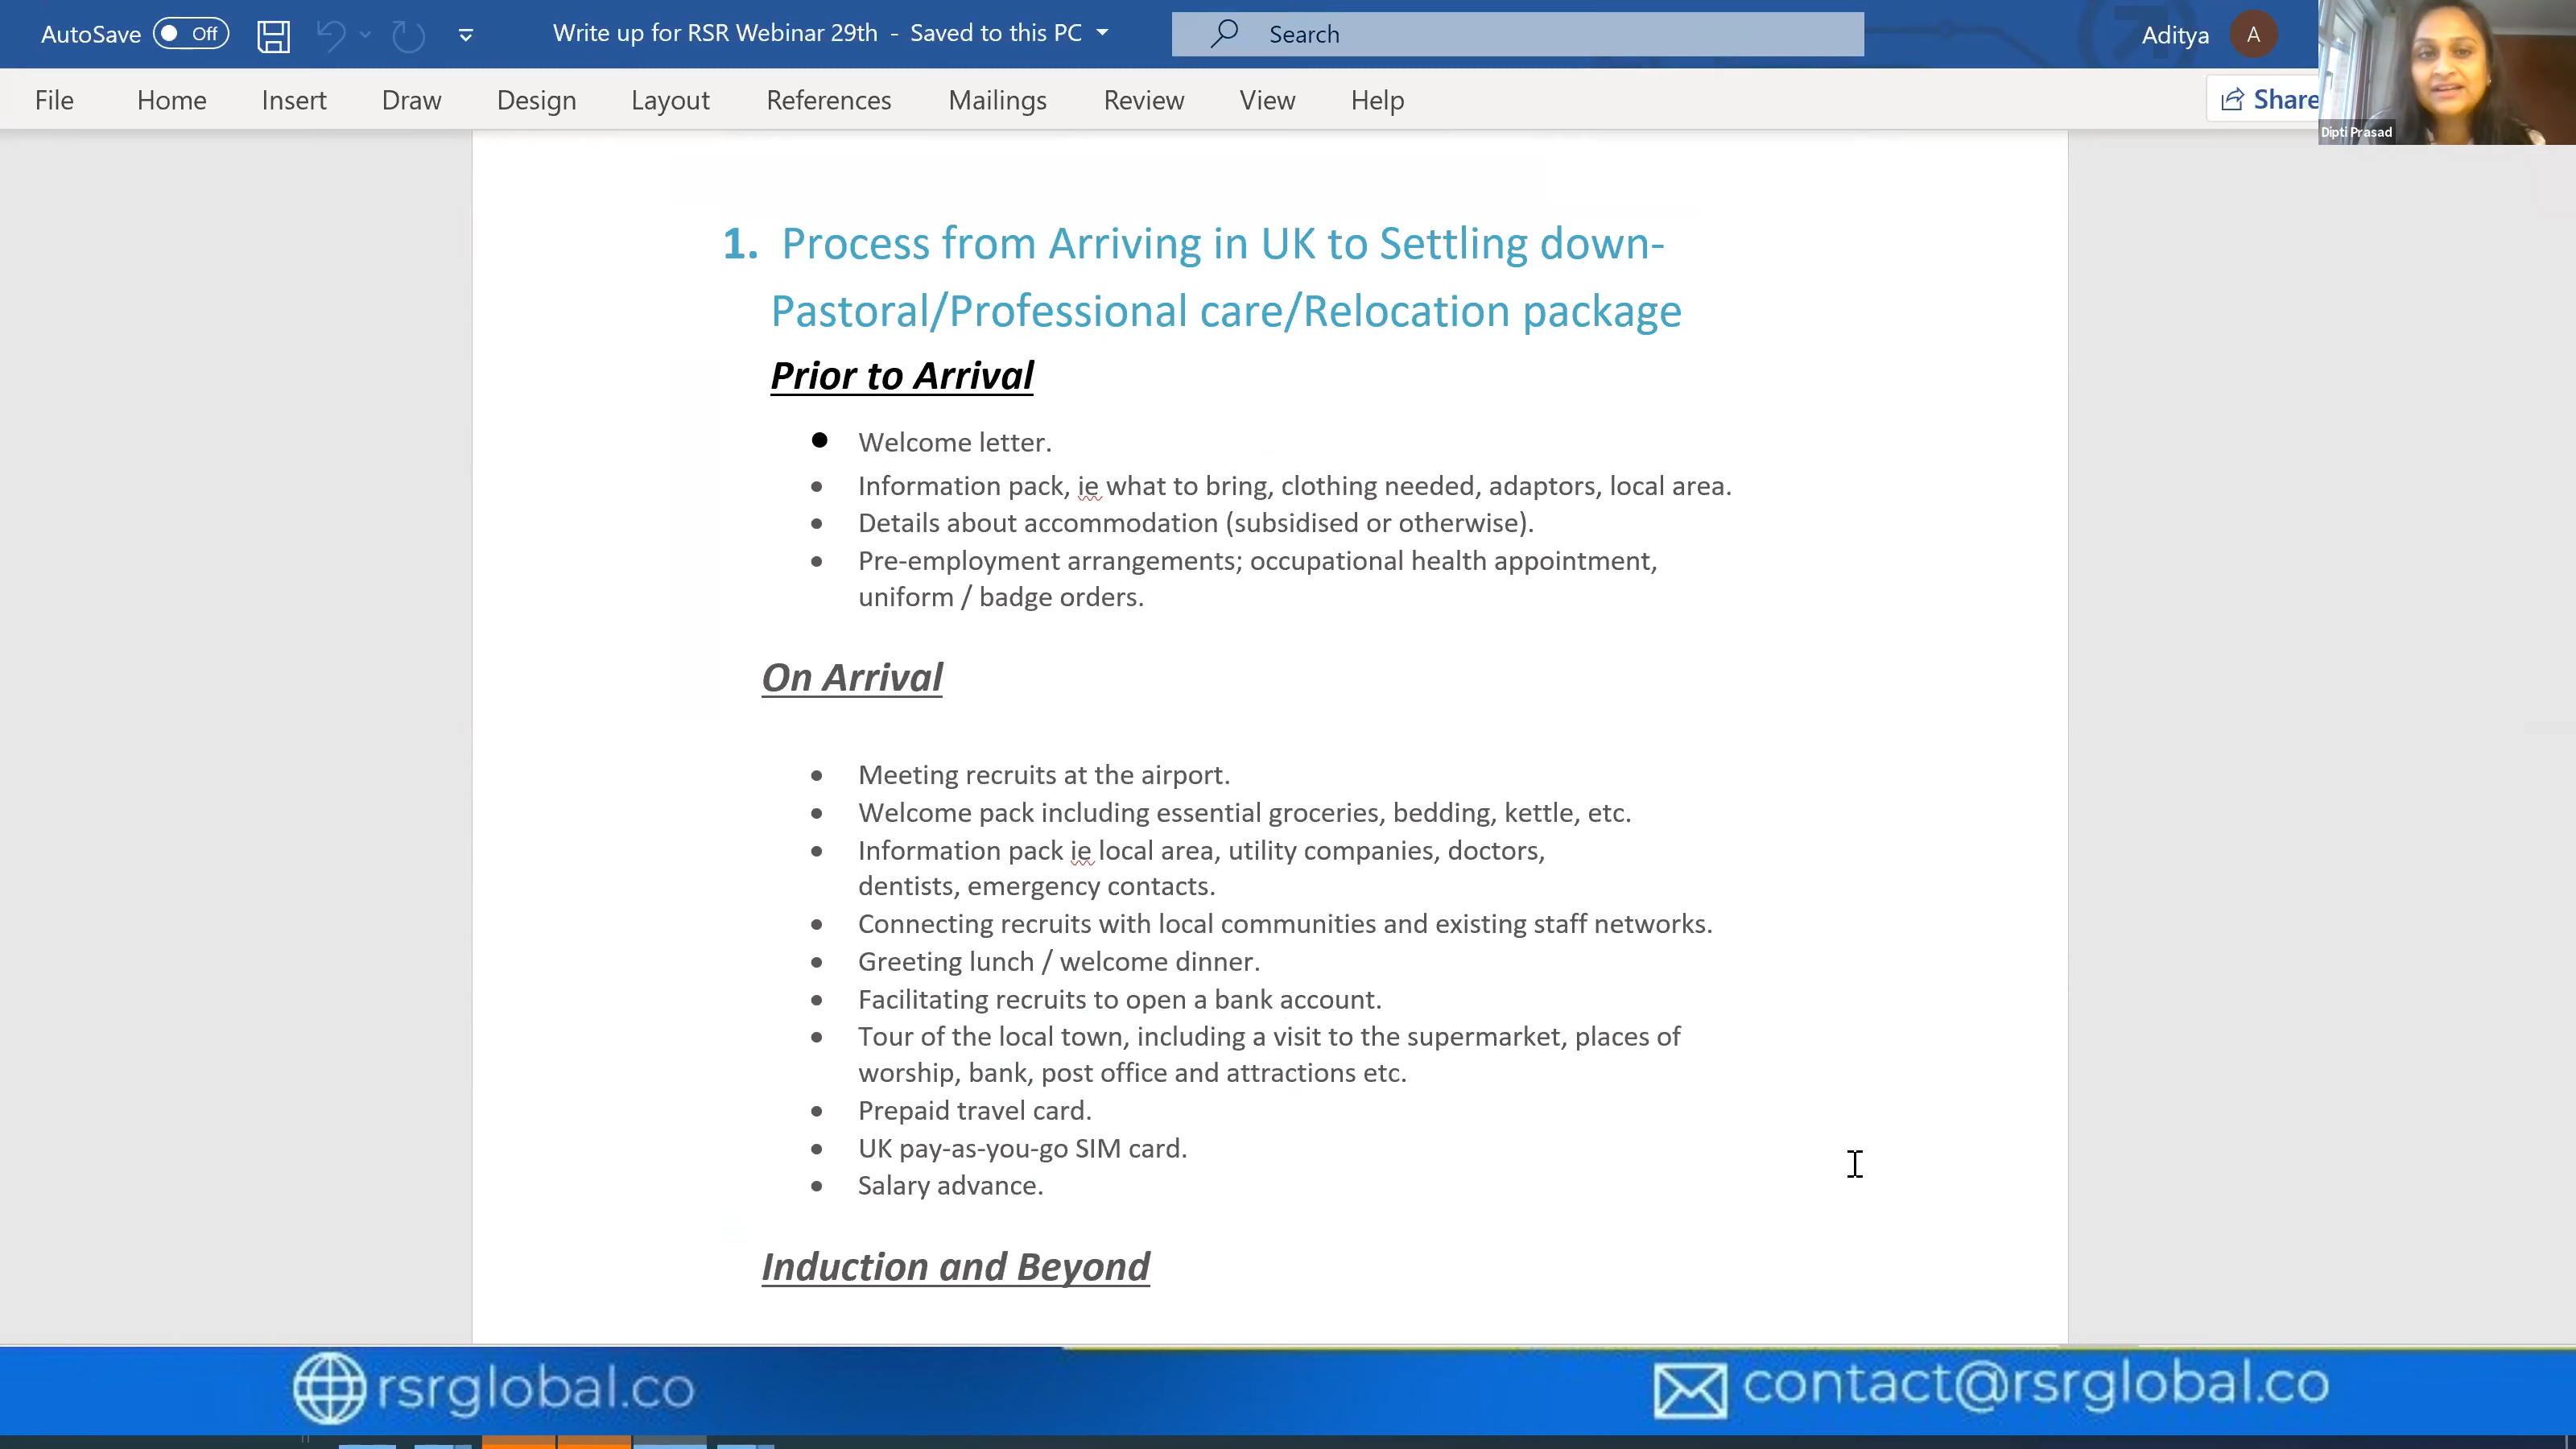 AutoSave Off Write up for RSR Webinar 29th - Saved to this PC Search Aditya A
File Home Insert Draw Design Layout References Mailings Review View Help Share
Dipti Prasad
1. Process from Arriving in UK to Settling down-
Pastoral/Professional care/Relocation package
Prior to Arrival
• Welcome letter.
• Information pack, ie what to bring, clothing needed, adaptors, local area.
• Details about accommodation (subsidised or otherwise).
• Pre-employment arrangements; occupational health appointment,
uniform / badge orders.
On Arrival
• Meeting recruits at the airport.
• Welcome pack including essential groceries, bedding, kettle, etc.
• Information pack ie local area, utility companies, doctors,
dentists, emergency contacts.
• Connecting recruits with local communities and existing staff networks.
• Greeting lunch / welcome dinner.
• Facilitating recruits to open a bank account.
• Tour of the local town, including a visit to the supermarket, places of
worship, bank, post office and attractions etc.
• Prepaid travel card.
• UK pay-as-you-go SIM card.
• Salary advance.
Induction and Beyond
rsrglobal.co contact@rsrglobal.co